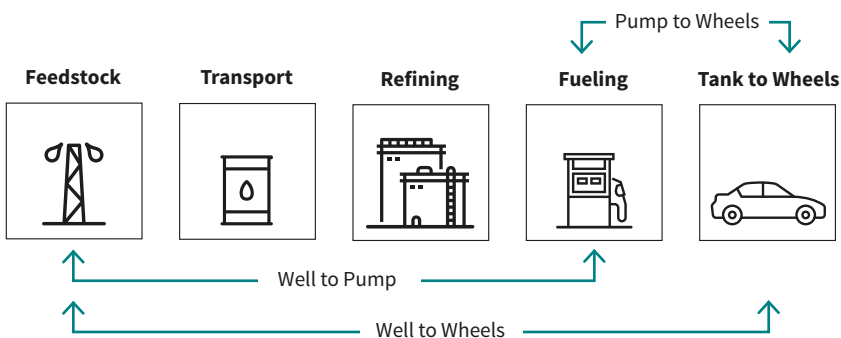 Pump to Wheels
Feedstock
Transport
Refining
Fueling
Tank to Wheels
Well to Pump
Well to Wheels